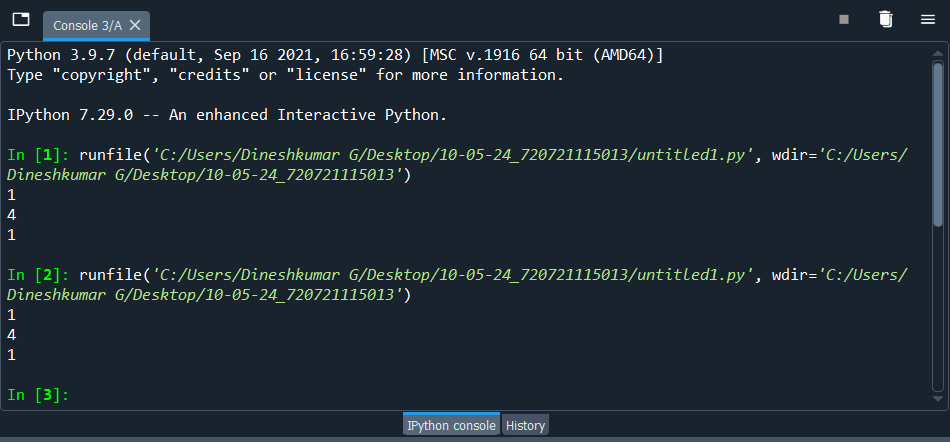 Console 3/A
Python 3.9.7 (default, Sep 16 2021, 16:59:28) [MSC v.1916 64 bit (AMD64)]
Type "copyright", "credits" or "license" for more information.
IPython 7.29.0 -- An enhanced Interactive Python.
In [1]: runfile('C:/Users/Dineshkumar G/Desktop/10-05-24_720721115013/untitled1.py', wdir='C:/Users/
Dineshkumar G/Desktop/10-05-24_720721115013')
1
4
1
In [2]: runfile('C:/Users/Dineshkumar G/Desktop/10-05-24_720721115013/untitled1.py', wdir='C:/Users/
Dineshkumar G/Desktop/10-05-24_720721115013')
1
4
1
In [3]:
IPython console History